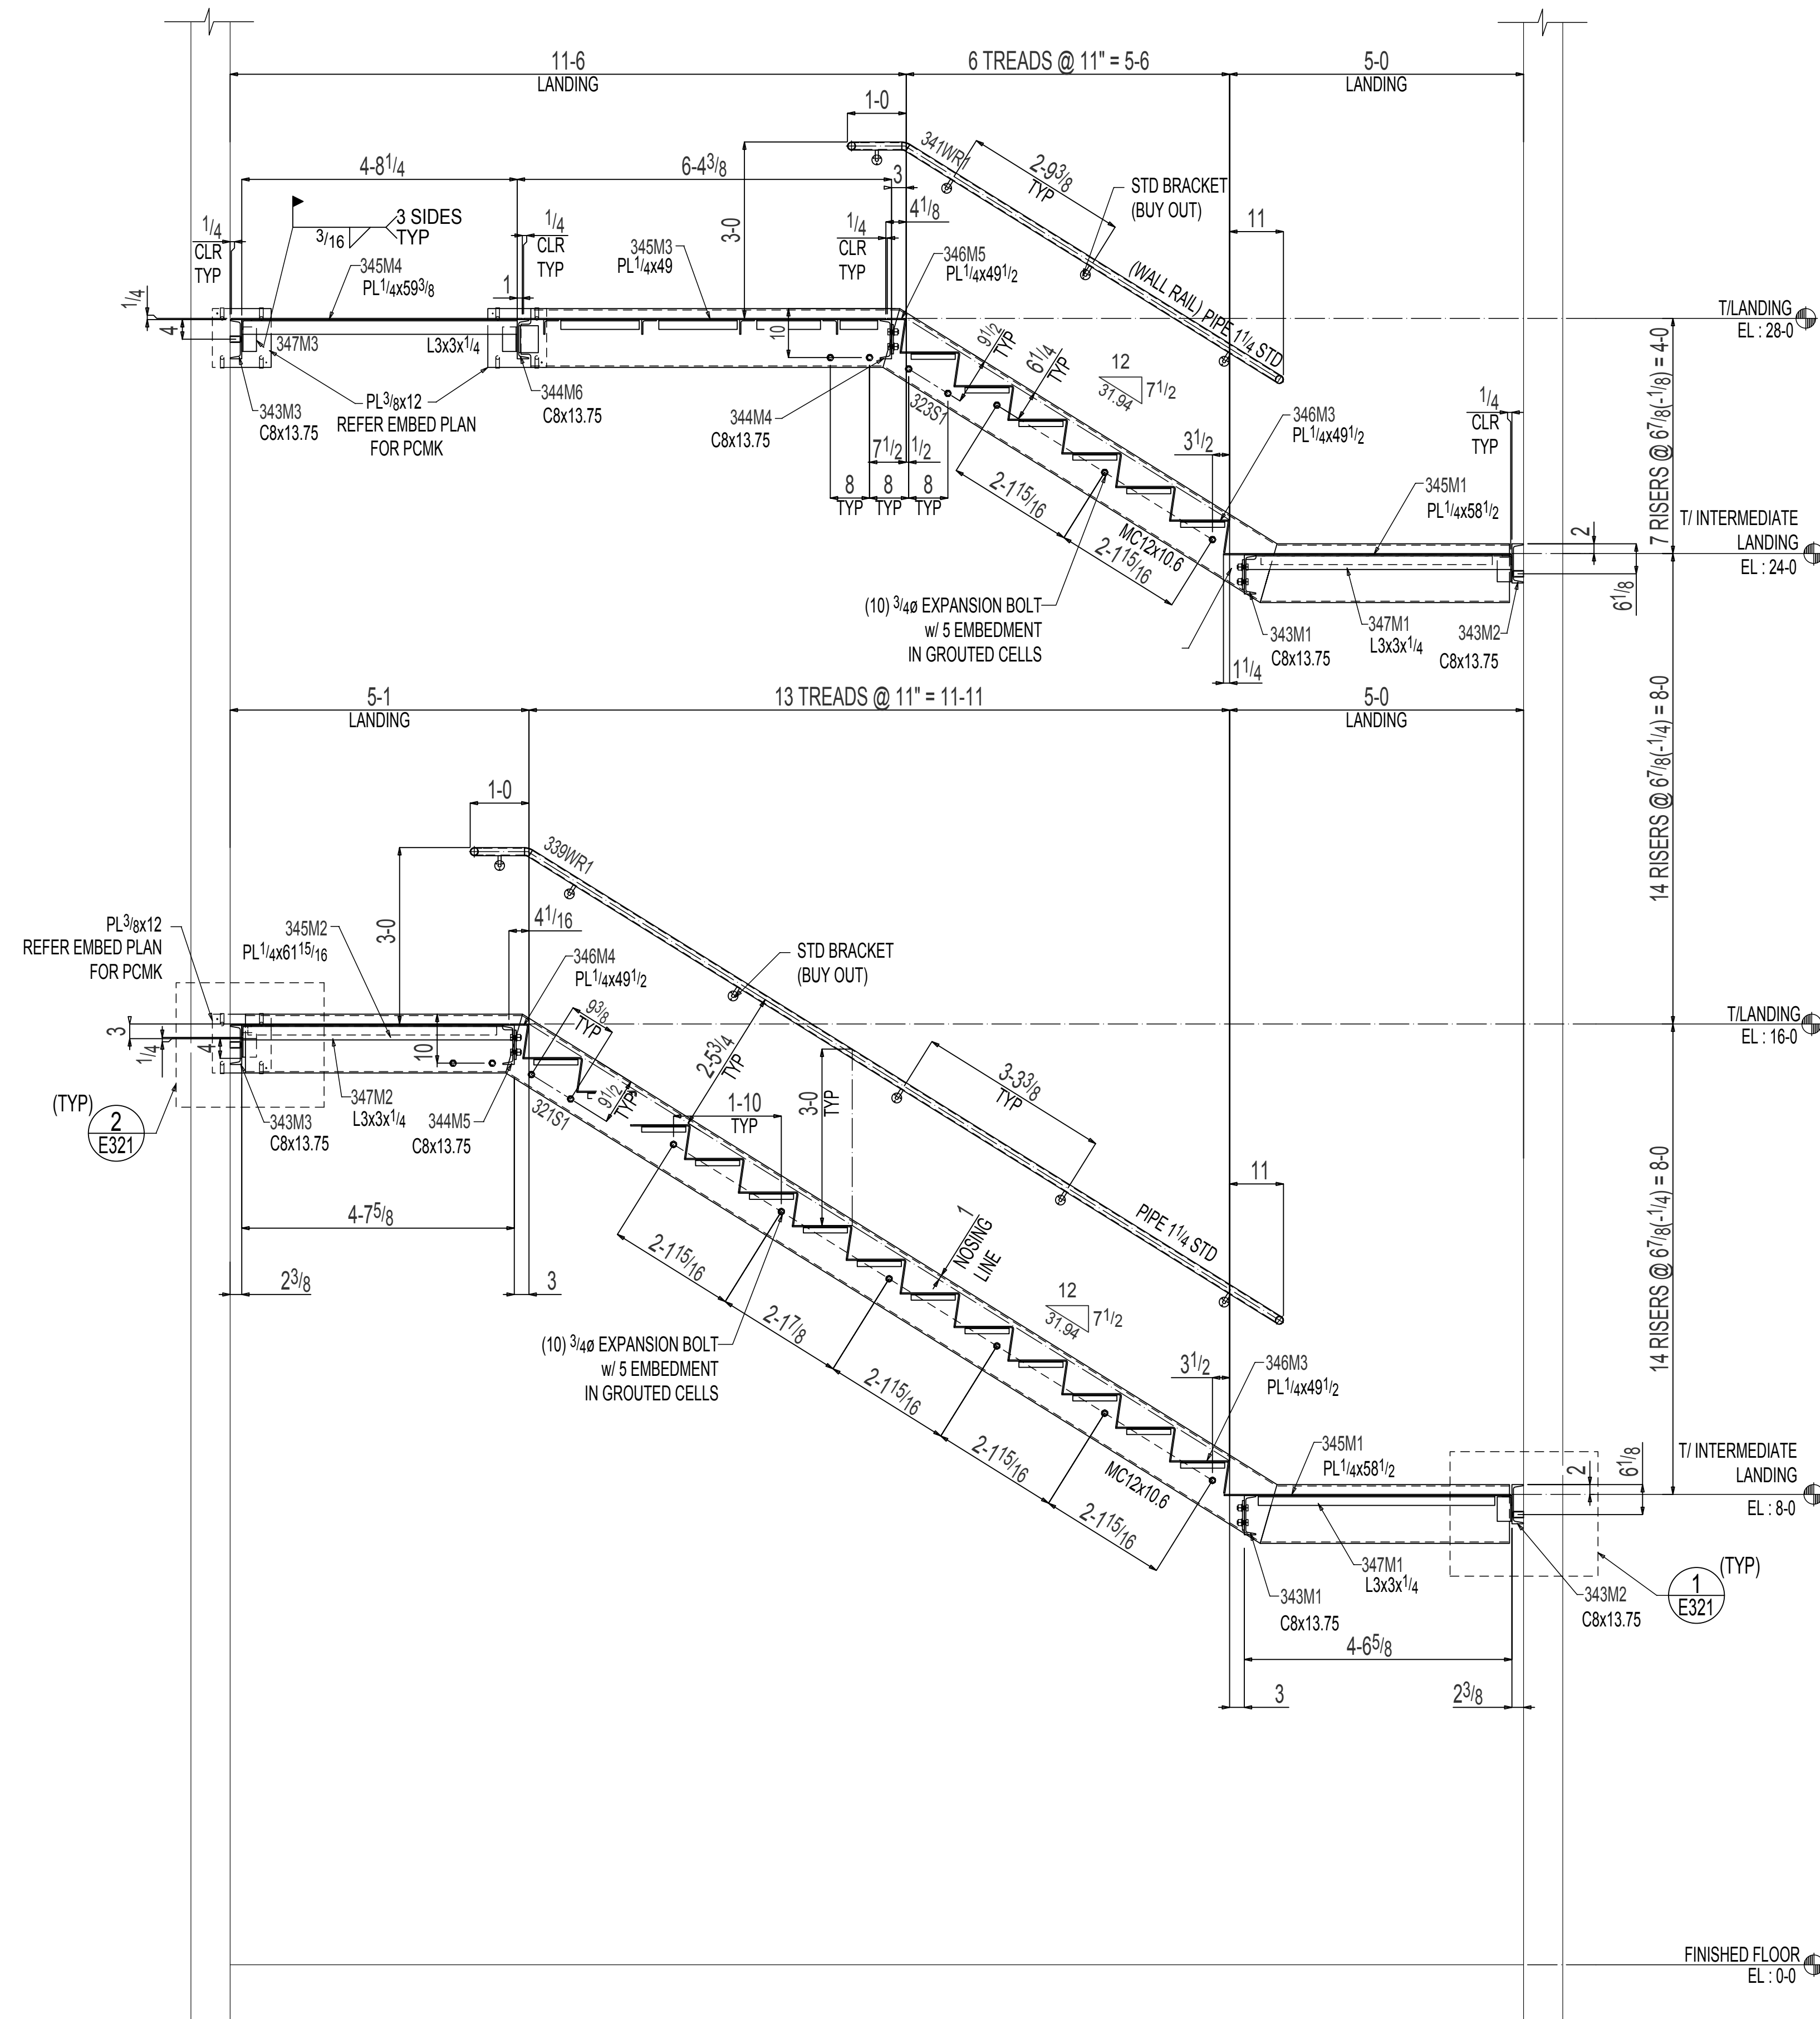 11-6
LANDING
6 TREADS @ 11" = 5-6
5-0
LANDING
1-0
341WR1
2-9 3/8
TYP
STD BRACKET
(BUY OUT)
4-8 1/4
6-4 3/8
3
4 1/8
3-0
11
3 SIDES
TYP
3/16
1/4
CLR
TYP
1/4
CLR
TYP
1/4
CLR
TYP
345M4
PL 1/4x59 3/8
345M3
PL 1/4x49
346M5
PL 1/4x49 1/2
(WALL RAIL) PIPE 1 1/4 STD
T/LANDING
EL : 28-0
1/4
4
1
10
347M3
L3x3x 1/4
9 1/2
TYP
6 1/4
TYP
12
7 1/2
31.94
343M3
C8x13.75
PL 3/8x12
REFER EMBED PLAN
FOR PCMK
344M6
C8x13.75
344M4
C8x13.75
323S1
346M3
PL 1/4x49 1/2
1/4
CLR
TYP
7 1/2
1/2
3 1/2
8
TYP
8
TYP
8
TYP
2-1 15/16
MC12x10.6
2-1 15/16
345M1
PL 1/4x58 1/2
7 RISERS @ 6 7/8(-1/8) = 4-0
T/ INTERMEDIATE
LANDING
EL : 24-0
2
6 1/8
(10) 3/4ø EXPANSION BOLT
w/ 5 EMBEDMENT
IN GROUTED CELLS
343M1
C8x13.75
347M1
L3x3x 1/4
343M2
C8x13.75
1 1/4
5-1
LANDING
13 TREADS @ 11" = 11-11
5-0
LANDING
14 RISERS @ 6 7/8(-1/4) = 8-0
1-0
339WR1
3-0
4 1/16
PL 3/8x12
REFER EMBED PLAN
FOR PCMK
345M2
PL 1/4x61 15/16
346M4
PL 1/4x49 1/2
STD BRACKET
(BUY OUT)
T/LANDING
EL : 16-0
3
1/4
4
10
9 3/8
TYP
9 1/2
TYP
2-5 3/4
TYP
1-10
TYP
3-0
TYP
3-3 3/8
TYP
321S1
(TYP)
2
E321
343M3
C8x13.75
347M2
L3x3x 1/4
344M5
C8x13.75
11
4-7 5/8
2 3/8
3
2-1 15/16
2-1 7/8
2-1 15/16
2-1 15/16
2-1 15/16
1
NOSING
LINE
PIPE 1 1/4 STD
12
7 1/2
31.94
14 RISERS @ 6 7/8(-1/4) = 8-0
(10) 3/4ø EXPANSION BOLT
w/ 5 EMBEDMENT
IN GROUTED CELLS
3 1/2
346M3
PL 1/4x49 1/2
MC12x10.6
345M1
PL 1/4x58 1/2
2
6 1/8
T/ INTERMEDIATE
LANDING
EL : 8-0
343M1
C8x13.75
347M1
L3x3x 1/4
343M2
C8x13.75
(TYP)
1
E321
4-6 5/8
3
2 3/8
FINISHED FLOOR
EL : 0-0